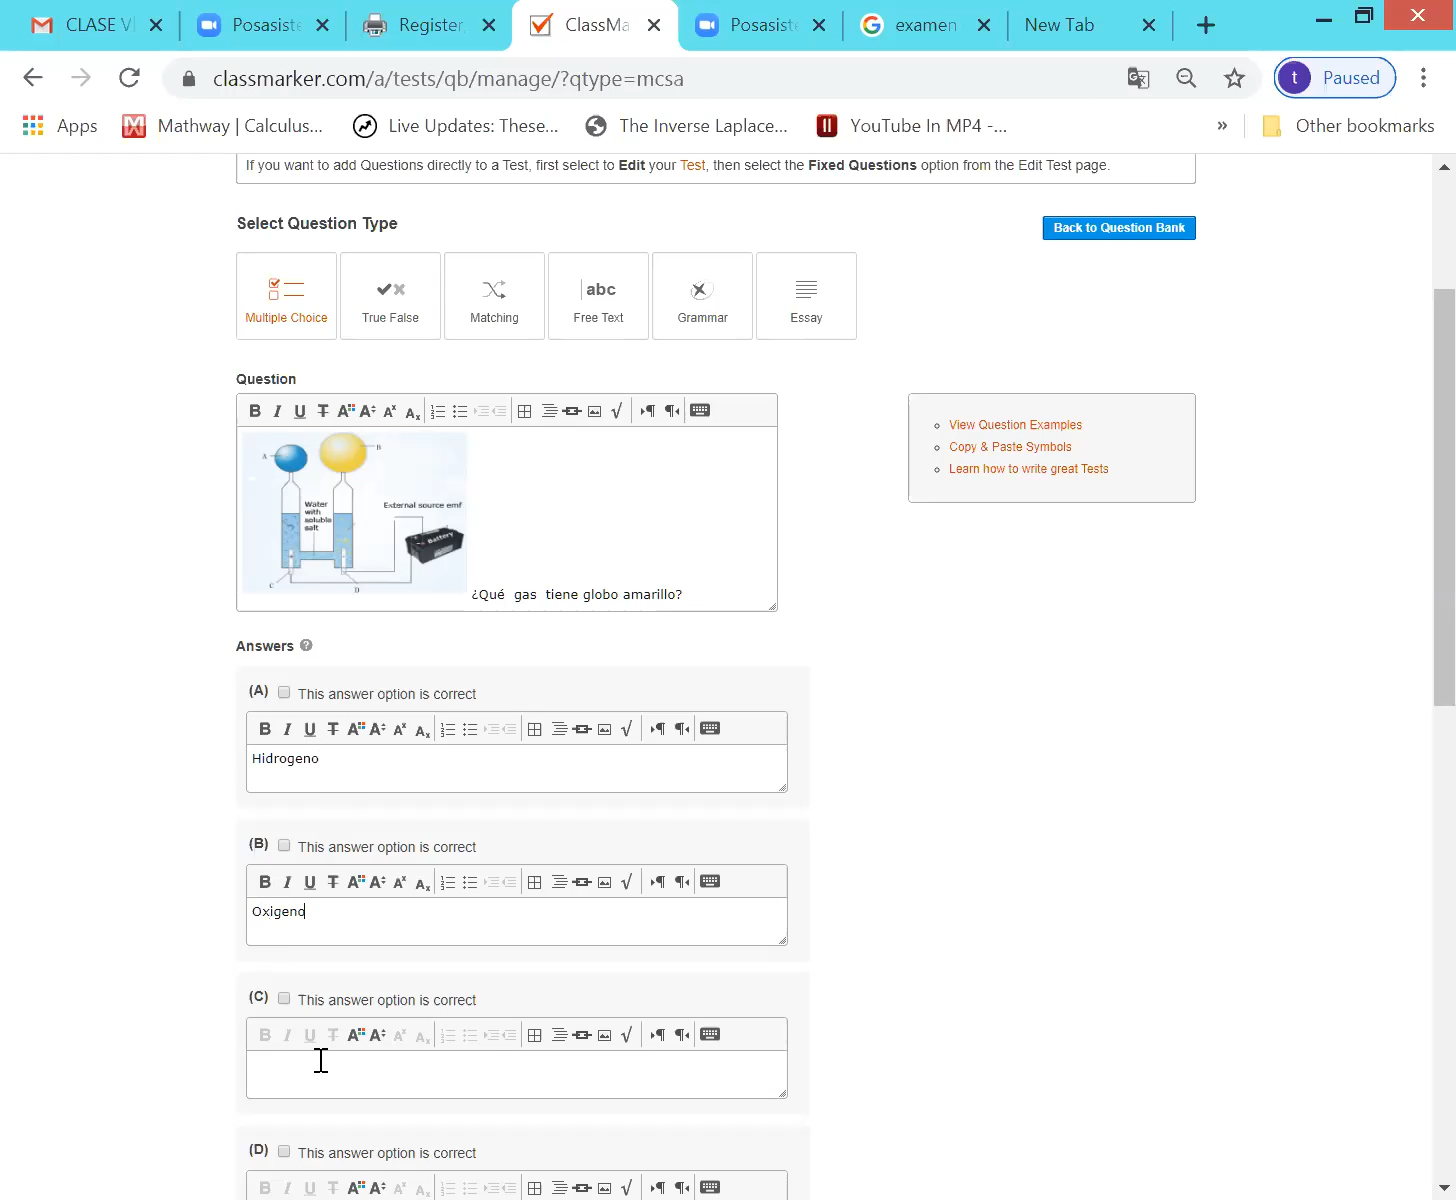 CLASE VI
Posasiste
Register,
ClassMa
Posasist
examen
New Tab
classmarker.com/a/tests/qb/manage/?qtype=mcsa
t
Paused
Apps
Mathway | Calculus...
Live Updates: These...
The Inverse Laplace...
YouTube In MP4 -...
»
Other bookmarks
If you want to add Questions directly to a Test, first select to Edit your Test, then select the Fixed Questions option from the Edit Test page.
Select Question Type
Back to Question Bank
Multiple Choice
True False
abc
Matching
Free Text
Grammar
Essay
Question
View Question Examples
Copy & Paste Symbols
Learn how to write great Tests
A
B
Water
with
soluble
salt
External source emf
Battery
C
D
¿Qué gas tiene globo amarillo?
Answers
(A) This answer option is correct
Hidrogeno
(B) This answer option is correct
Oxigeno
(C) This answer option is correct
(D) This answer option is correct